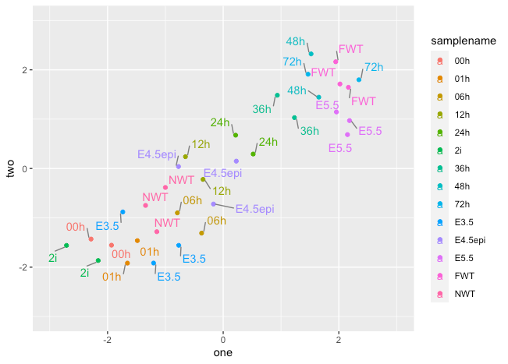 48h
FWT
72h
FWT
72h
48h
FWT
36h
E5.5
E5.5
24h
36h
E5.5
12h
24h
E4.5epi
E4.5epi
NWT
12h
NWT
06h
E4.5epi
E3.5
NWT
06h
00h
00h
01h
2i
E3.5
2i
01h
E3.5
2
0
-2
two
-2
0
2
one
samplename
a 00h
a 01h
a 06h
a 12h
a 24h
a 2i
a 36h
a 48h
a 72h
a E3.5
a E4.5epi
a E5.5
a FWT
a NWT